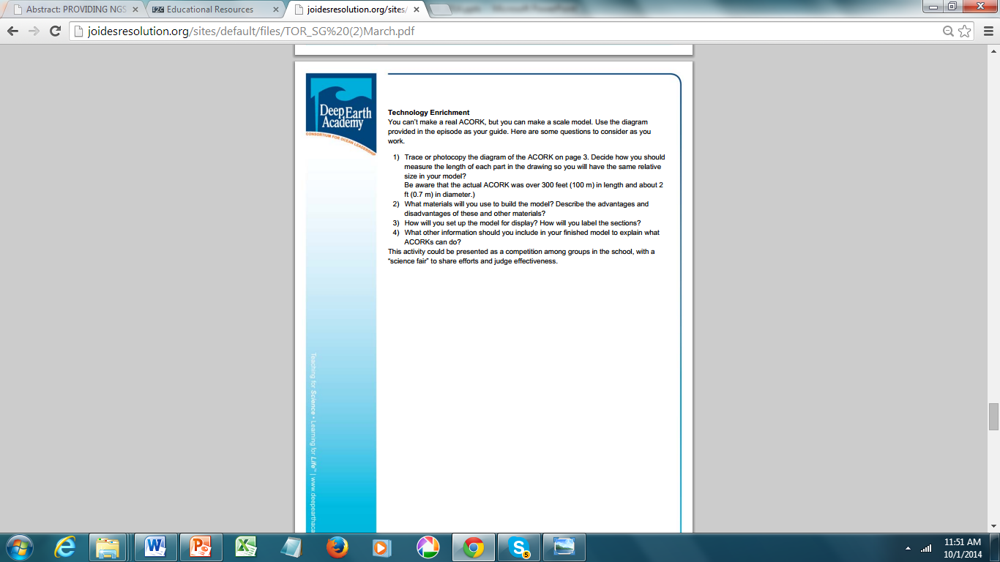 Abstract: PROVIDING NGS
Educational Resources
joidesresolution.org/sites/
joidesresolution.org/sites/default/files/TOR_SG%20(2)March.pdf
Deep Earth
Academy
CONSORTIUM FOR OCEAN LEADERSHIP
Technology Enrichment
You can't make a real ACORK, but you can make a scale model. Use the diagram
provided in the episode as your guide. Here are some questions to consider as you
work.
1) Trace or photocopy the diagram of the ACORK on page 3. Decide how you should
measure the length of each part in the drawing so you will have the same relative
size in your model?
Be aware that the actual ACORK was over 300 feet (100 m) in length and about 2
ft (0.7 m) in diameter.)
2) What materials will you use to build the model? Describe the advantages and
disadvantages of these and other materials?
3) How will you set up the model for display? How will you label the sections?
4) What other information should you include in your finished model to explain what
ACORKs can do?
This activity could be presented as a competition among groups in the school, with a
“science fair” to share efforts and judge effectiveness.
Teaching for Science • Learning for Life™ | www.deepearthaca
5
11:51 AM
10/1/2014